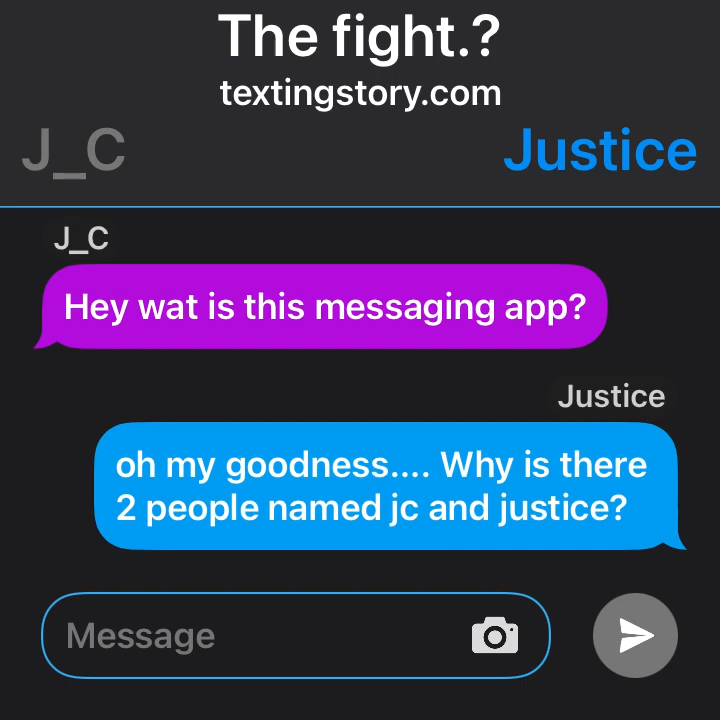 The fight.?
textingstory.com
J_C Justice
J_C
Hey wat is this messaging app?
Justice
oh my goodness.... Why is there
2 people named jc and justice?
Message